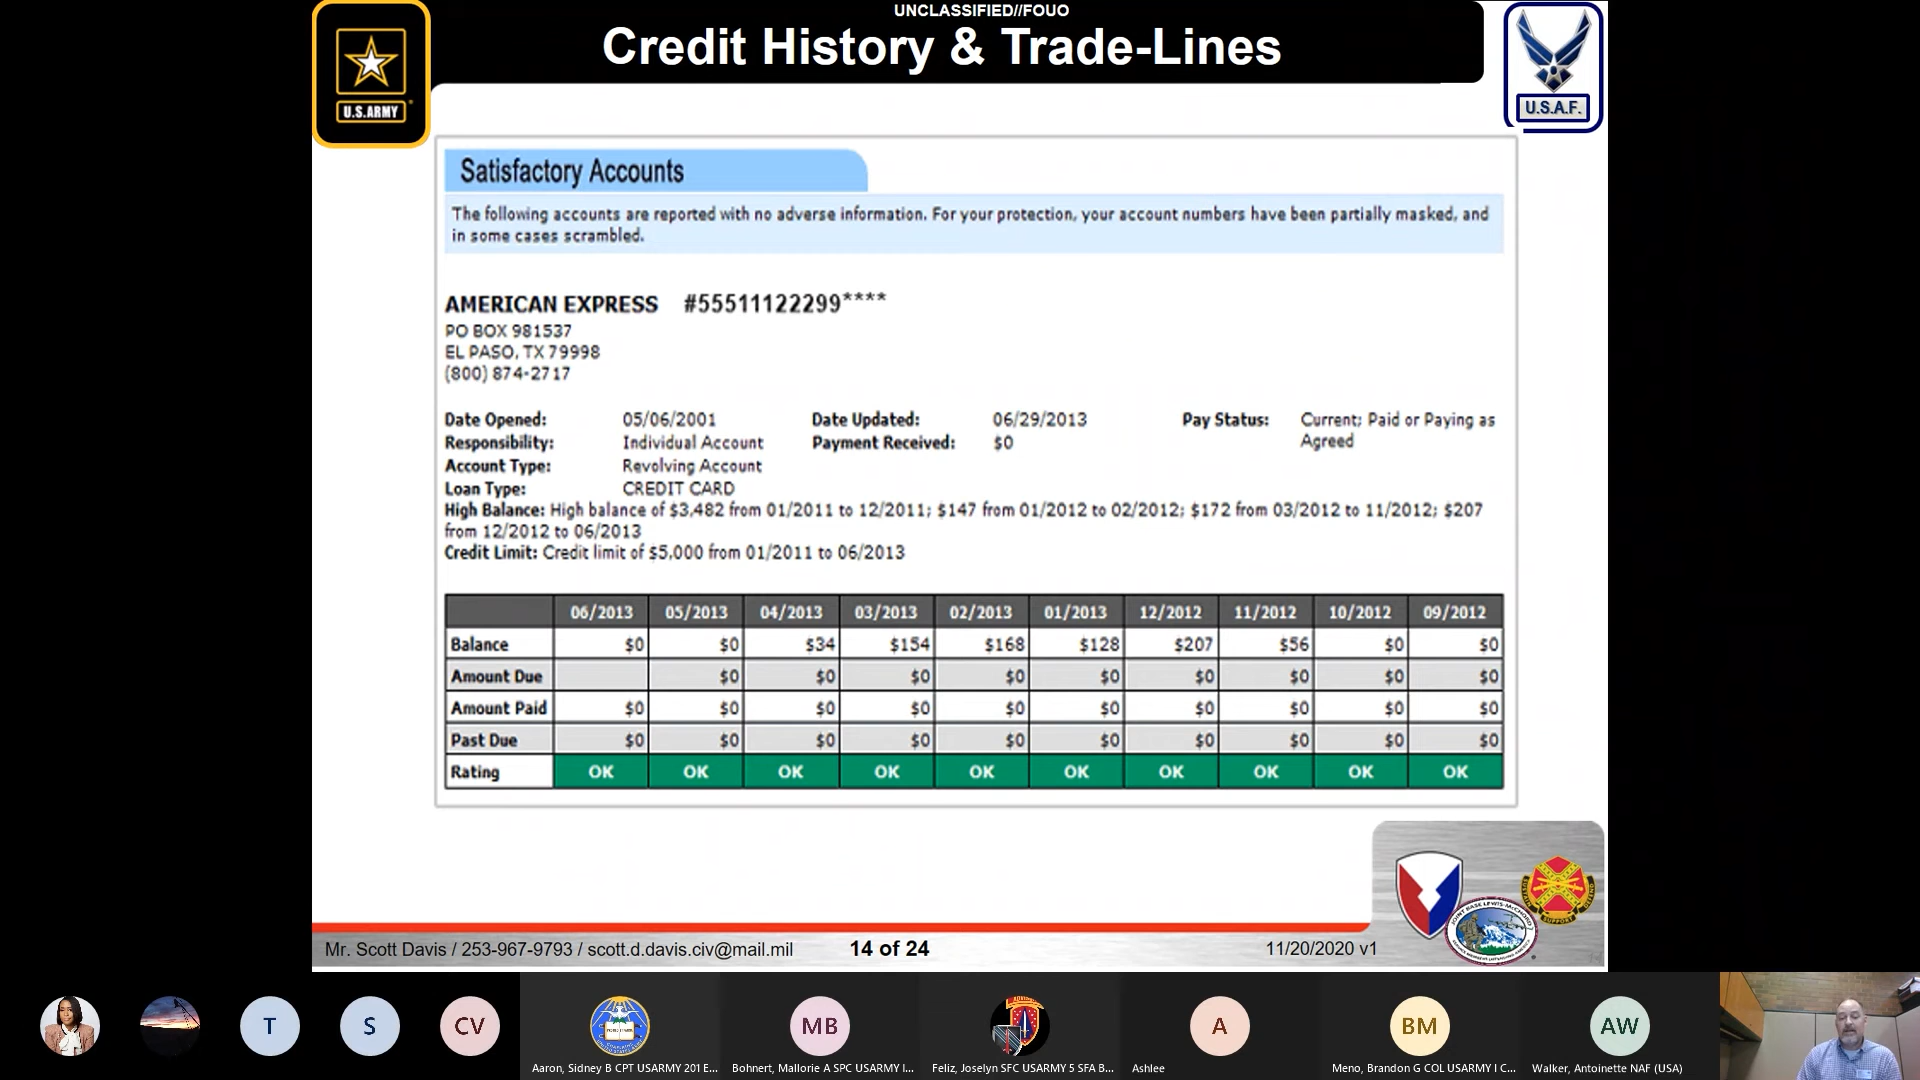 UNCLASSIFIED//FOUO
Credit History & Trade-Lines
U.S.ARMY
U.S.A.F.
Satisfactory Accounts
The following accounts are reported with no adverse information. For your protection, your account numbers have been partially masked, and
in some cases scrambled.
AMERICAN EXPRESS #55511122299****
PO BOX 981537
EL PASO, TX 79998
(800) 874-2717
Date Opened: 05/06/2001 Date Updated: 06/29/2013 Pay Status: Current; Paid or Paying as
Responsibility: Individual Account Payment Received: $0 Agreed
Account Type: Revolving Account
Loan Type: CREDIT CARD
High Balance: High balance of $3,482 from 01/2011 to 12/2011; $147 from 01/2012 to 02/2012; $172 from 03/2012 to 11/2012; $207
from 12/2012 to 06/2013
Credit Limit: Credit limit of $5,000 from 01/2011 to 06/2013
06/2013 05/2013 04/2013 03/2013 02/2013 01/2013 12/2012 11/2012 10/2012 09/2012
Balance $0 $0 $34 $154 $168 $128 $207 $56 $0 $0
Amount Due $0 $0 $0 $0 $0 $0 $0 $0 $0
Amount Paid $0 $0 $0 $0 $0 $0 $0 $0 $0 $0
Past Due $0 $0 $0 $0 $0 $0 $0 $0 $0 $0
Rating OK OK OK OK OK OK OK OK OK OK
JOINT BASE LEWIS-MCCHORD
SUPPORT
Mr. Scott Davis / 253-967-9793 / scott.d.davis.civ@mail.mil 14 of 24 11/20/2020 v1
T S CV MB A BM AW
Aaron, Sidney B CPT USARMY 201 E... Bohnert, Mallorie A SPC USARMY I... Feliz, Joselyn SFC USARMY 5 SFA B... Ashlee Meno, Brandon G COL USARMY I C... Walker, Antoinette NAF (USA)